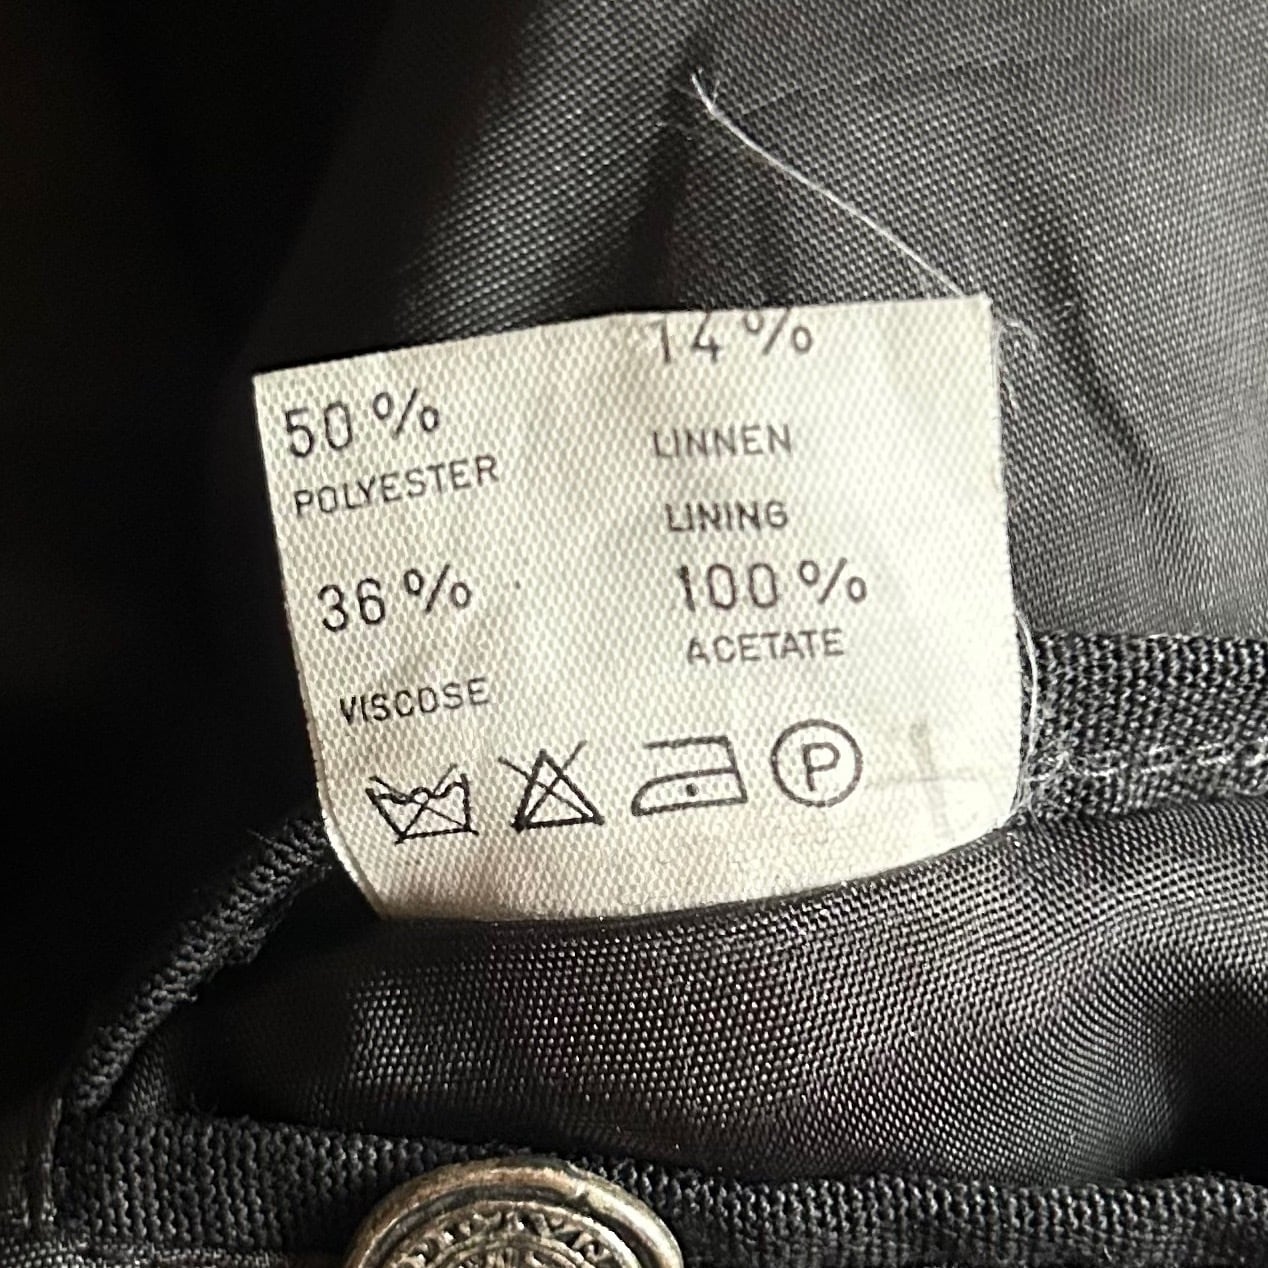 50 %
POLYESTER
36 %
VISCOSE
14 %
LINNEN
LINING
100 %
ACETATE
P